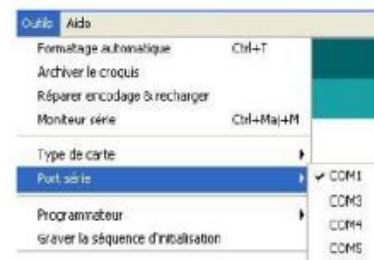 Outils Aide
Formatage automatique Ctrl+T
Archiver le croquis
Réparer encodage & recharger
Moniteur série Ctrl+Maj+M
Type de carte
Port série
COM1
COM3
COM4
COM5
Programmateur
Graver la séquence d'initialisation